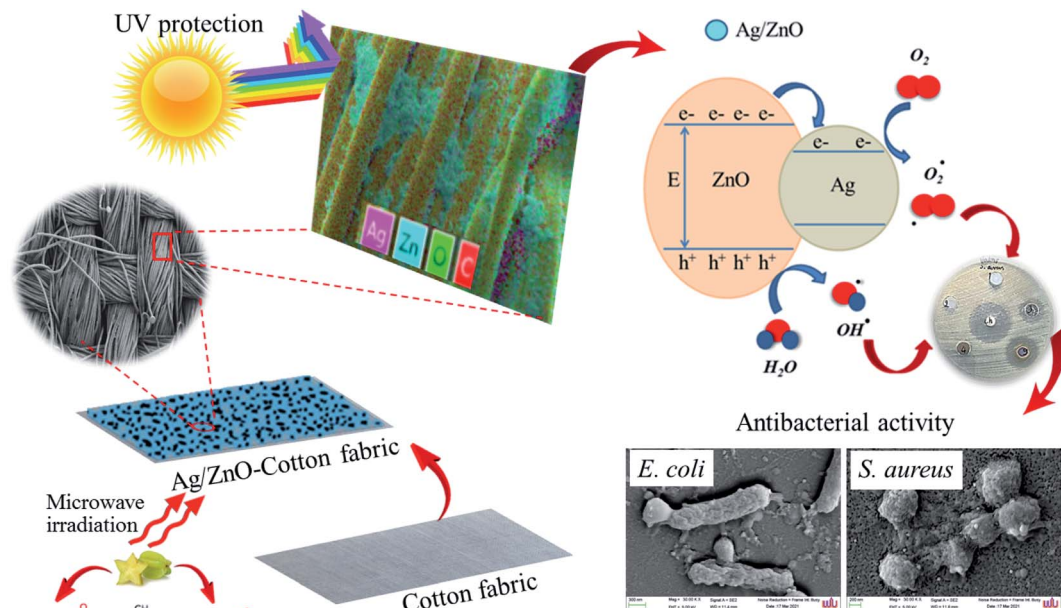 UV protection
Ag
Zn
O
C
Ag/ZnO
O2
e- e- e- e-
e- e-
E
ZnO
Ag
O2•
h+ h+ h+ h+
OH•
H2O
Antibacterial activity
E. coli
S. aureus
Ag/ZnO-Cotton fabric
Microwave
irradiation
Cotton fabric